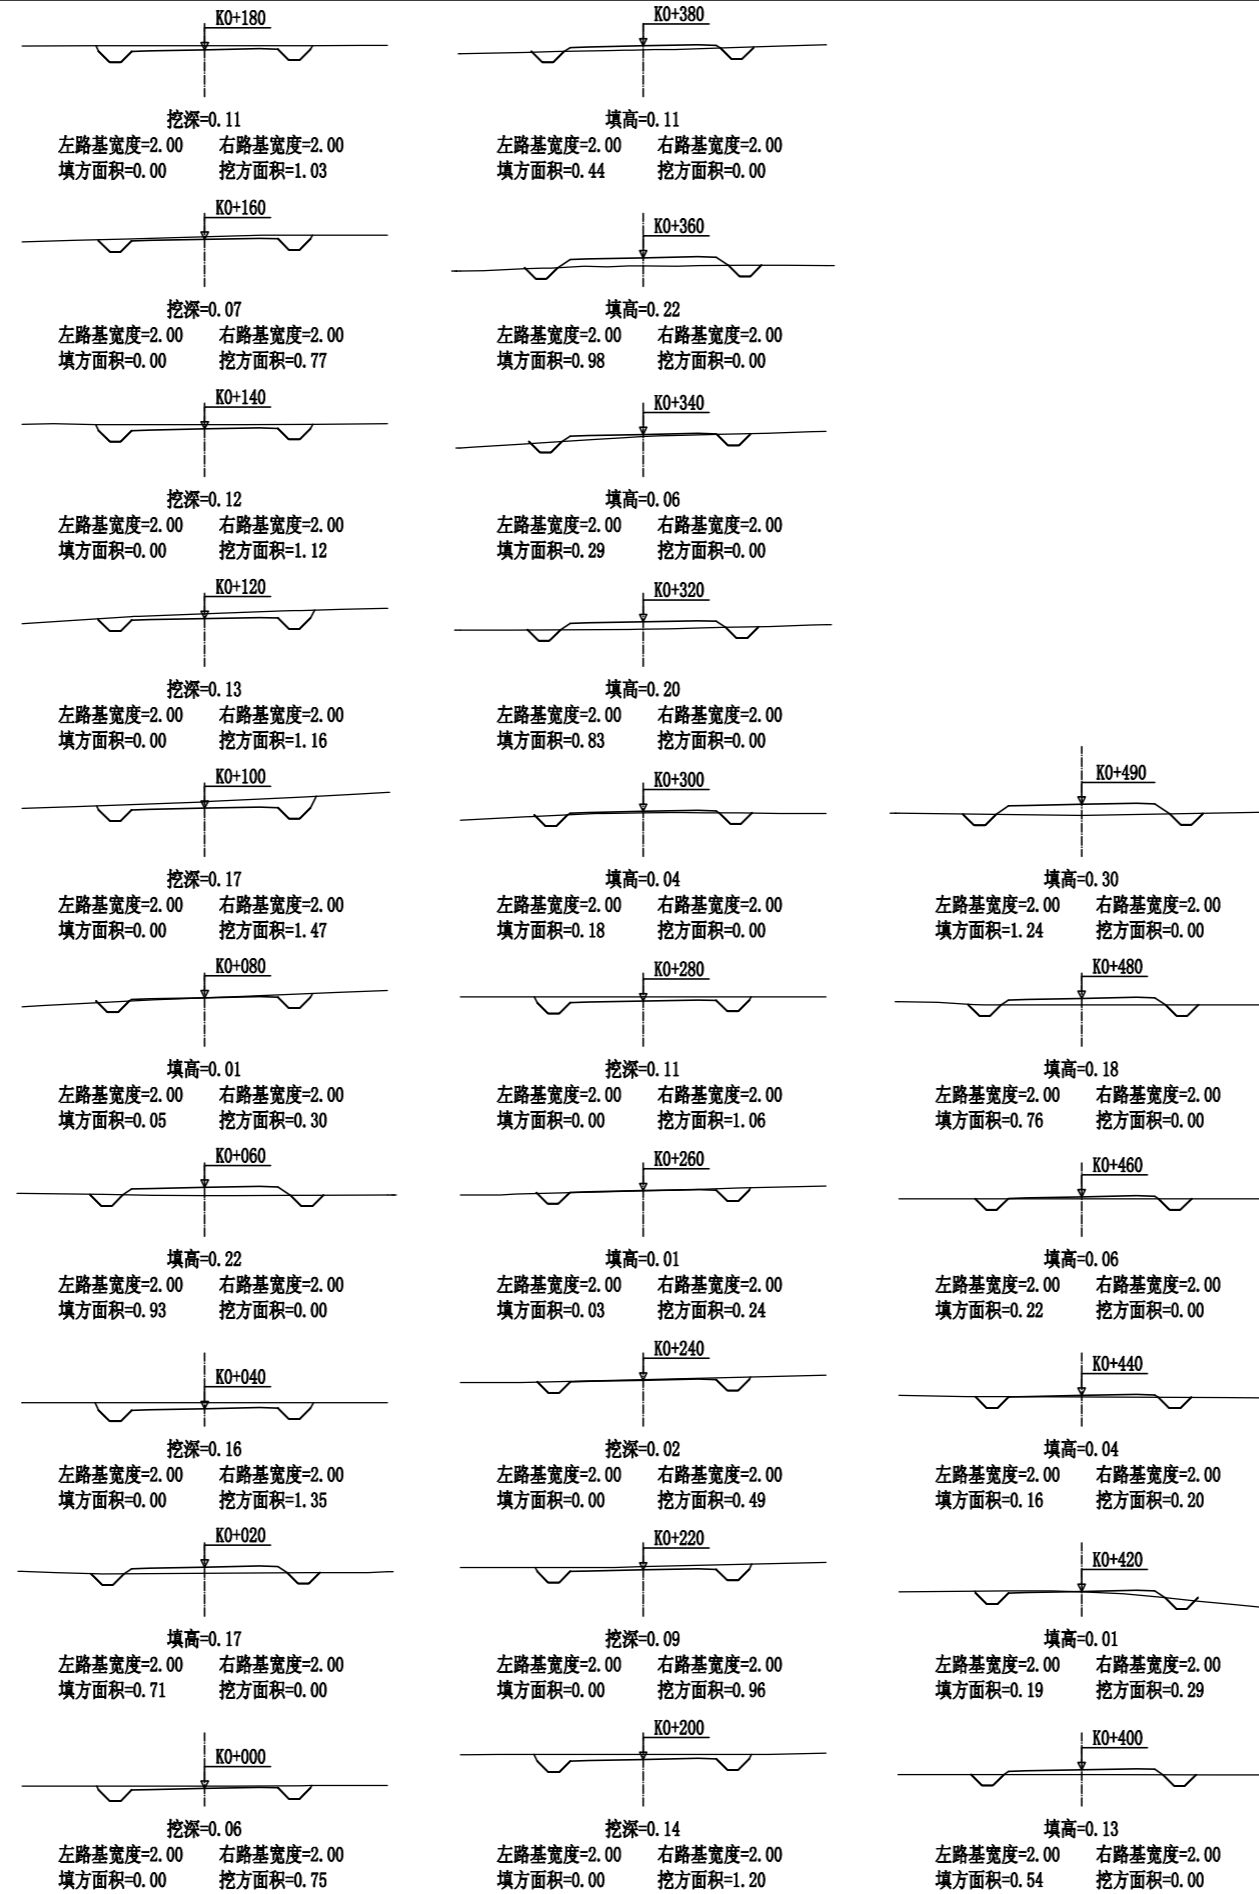 K0+180
挖深=0.11
左路基宽度=2.00 右路基宽度=2.00
填方面积=0.00 挖方面积=1.03
K0+160
挖深=0.07
左路基宽度=2.00 右路基宽度=2.00
填方面积=0.00 挖方面积=0.77
K0+140
挖深=0.12
左路基宽度=2.00 右路基宽度=2.00
填方面积=0.00 挖方面积=1.12
K0+120
挖深=0.13
左路基宽度=2.00 右路基宽度=2.00
填方面积=0.00 挖方面积=1.16
K0+100
挖深=0.17
左路基宽度=2.00 右路基宽度=2.00
填方面积=0.00 挖方面积=1.47
K0+080
填高=0.01
左路基宽度=2.00 右路基宽度=2.00
填方面积=0.05 挖方面积=0.30
K0+060
填高=0.22
左路基宽度=2.00 右路基宽度=2.00
填方面积=0.93 挖方面积=0.00
K0+040
挖深=0.16
左路基宽度=2.00 右路基宽度=2.00
填方面积=0.00 挖方面积=1.35
K0+020
填高=0.17
左路基宽度=2.00 右路基宽度=2.00
填方面积=0.71 挖方面积=0.00
K0+000
挖深=0.06
左路基宽度=2.00 右路基宽度=2.00
填方面积=0.00 挖方面积=0.75
K0+380
填高=0.11
左路基宽度=2.00 右路基宽度=2.00
填方面积=0.44 挖方面积=0.00
K0+360
填高=0.22
左路基宽度=2.00 右路基宽度=2.00
填方面积=0.98 挖方面积=0.00
K0+340
填高=0.06
左路基宽度=2.00 右路基宽度=2.00
填方面积=0.29 挖方面积=0.00
K0+320
填高=0.20
左路基宽度=2.00 右路基宽度=2.00
填方面积=0.83 挖方面积=0.00
K0+300
填高=0.04
左路基宽度=2.00 右路基宽度=2.00
填方面积=0.18 挖方面积=0.00
K0+280
挖深=0.11
左路基宽度=2.00 右路基宽度=2.00
填方面积=0.00 挖方面积=1.06
K0+260
填高=0.01
左路基宽度=2.00 右路基宽度=2.00
填方面积=0.03 挖方面积=0.24
K0+240
挖深=0.02
左路基宽度=2.00 右路基宽度=2.00
填方面积=0.00 挖方面积=0.49
K0+220
挖深=0.09
左路基宽度=2.00 右路基宽度=2.00
填方面积=0.00 挖方面积=0.96
K0+200
挖深=0.14
左路基宽度=2.00 右路基宽度=2.00
填方面积=0.00 挖方面积=1.20
K0+490
填高=0.30
左路基宽度=2.00 右路基宽度=2.00
填方面积=1.24 挖方面积=0.00
K0+480
填高=0.18
左路基宽度=2.00 右路基宽度=2.00
填方面积=0.76 挖方面积=0.00
K0+460
填高=0.06
左路基宽度=2.00 右路基宽度=2.00
填方面积=0.22 挖方面积=0.00
K0+440
填高=0.04
左路基宽度=2.00 右路基宽度=2.00
填方面积=0.16 挖方面积=0.20
K0+420
填高=0.01
左路基宽度=2.00 右路基宽度=2.00
填方面积=0.19 挖方面积=0.29
K0+400
填高=0.13
左路基宽度=2.00 右路基宽度=2.00
填方面积=0.54 挖方面积=0.00